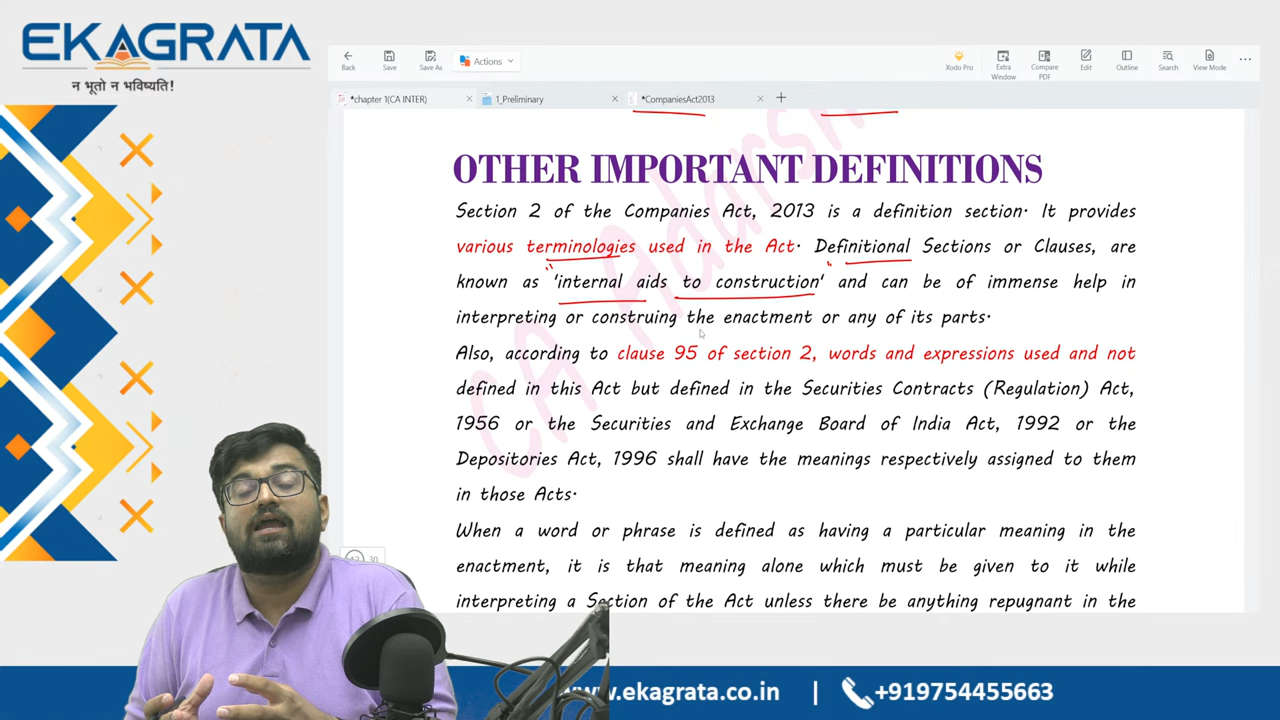 EKAGRATA
न भूतो न भविष्यति!
Back
Save
Save As
Actions
Xodo Pro
Extra Window
Compare PDF
Edit
Outline
Search
View Mode
*chapter 1(CA INTER)
1_Preliminary
*CompaniesAct2013
OTHER IMPORTANT DEFINITIONS
Section 2 of the Companies Act, 2013 is a definition section. It provides
various terminologies used in the Act. Definitional Sections or Clauses, are
known as 'internal aids to construction' and can be of immense help in
interpreting or construing the enactment or any of its parts.
Also, according to clause 95 of section 2, words and expressions used and not
defined in this Act but defined in the Securities Contracts (Regulation) Act,
1956 or the Securities and Exchange Board of India Act, 1992 or the
Depositories Act, 1996 shall have the meanings respectively assigned to them
in those Acts.
When a word or phrase is defined as having a particular meaning in the
enactment, it is that meaning alone which must be given to it while
interpreting a Section of the Act unless there be anything repugnant in the
CA Adarsh
30
www.ekagrata.co.in | +919754455663